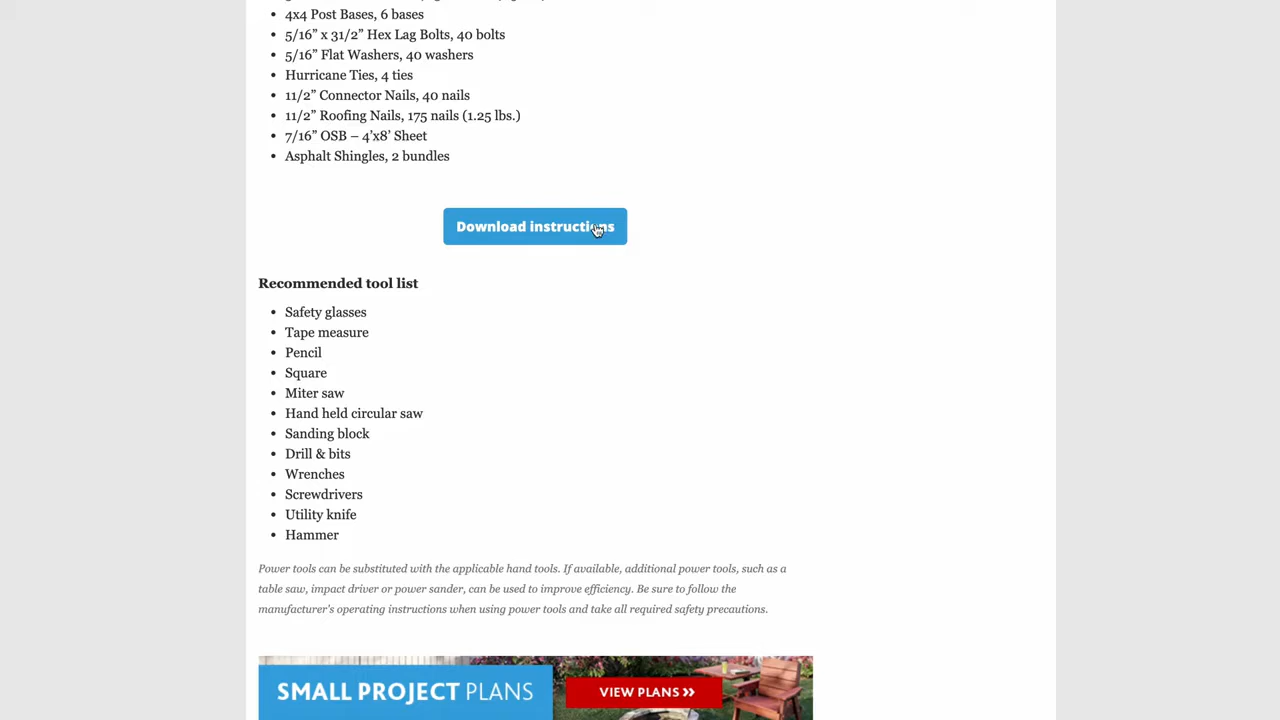 4x4 Post Bases, 6 bases
5/16” x 31/2” Hex Lag Bolts, 40 bolts
5/16” Flat Washers, 40 washers
Hurricane Ties, 4 ties
11/2” Connector Nails, 40 nails
11/2” Roofing Nails, 175 nails (1.25 lbs.)
7/16” OSB – 4’x8’ Sheet
Asphalt Shingles, 2 bundles
Download instructions
Recommended tool list
Safety glasses
Tape measure
Pencil
Square
Miter saw
Hand held circular saw
Sanding block
Drill & bits
Wrenches
Screwdrivers
Utility knife
Hammer
Power tools can be substituted with the applicable hand tools. If available, additional power tools, such as a
table saw, impact driver or power sander, can be used to improve efficiency. Be sure to follow the
manufacturer's operating instructions when using power tools and take all required safety precautions.
SMALL PROJECT PLANS
VIEW PLANS »